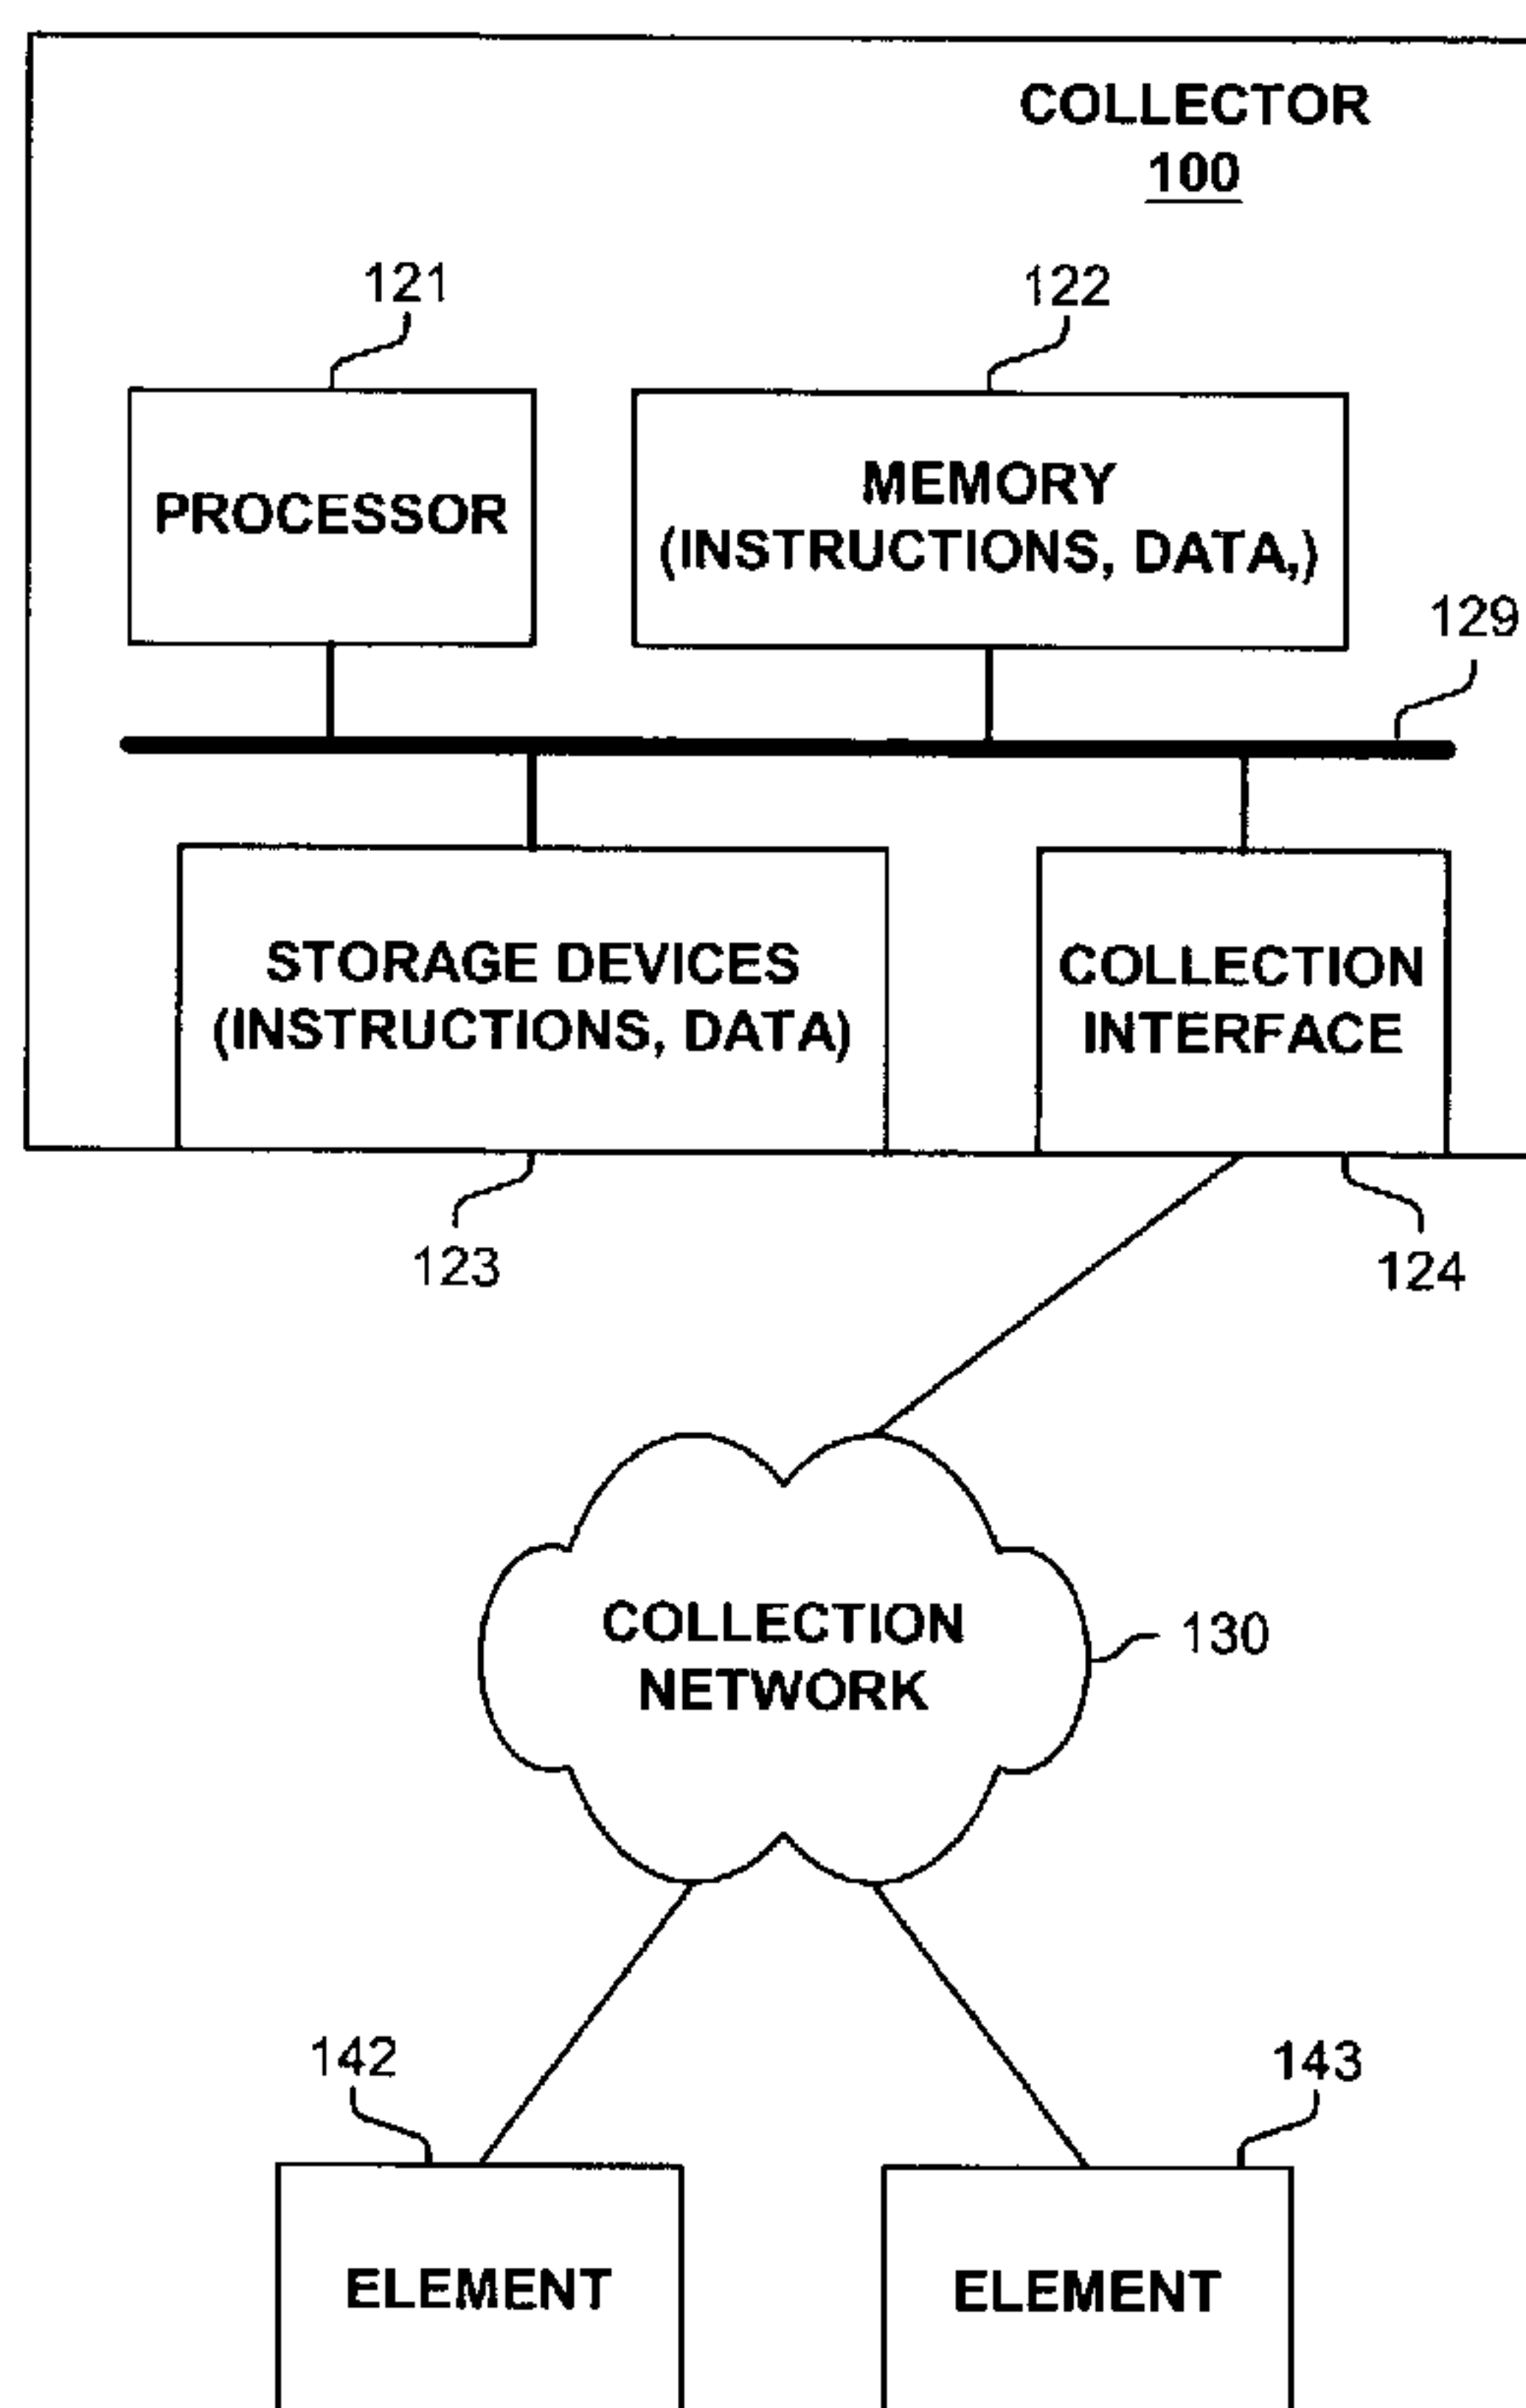 COLLECTOR
100
121
122
PROCESSOR
MEMORY
(INSTRUCTIONS, DATA,)
129
STORAGE DEVICES
(INSTRUCTIONS, DATA)
COLLECTION
INTERFACE
123
124
COLLECTION
NETWORK
130
142
143
ELEMENT
ELEMENT